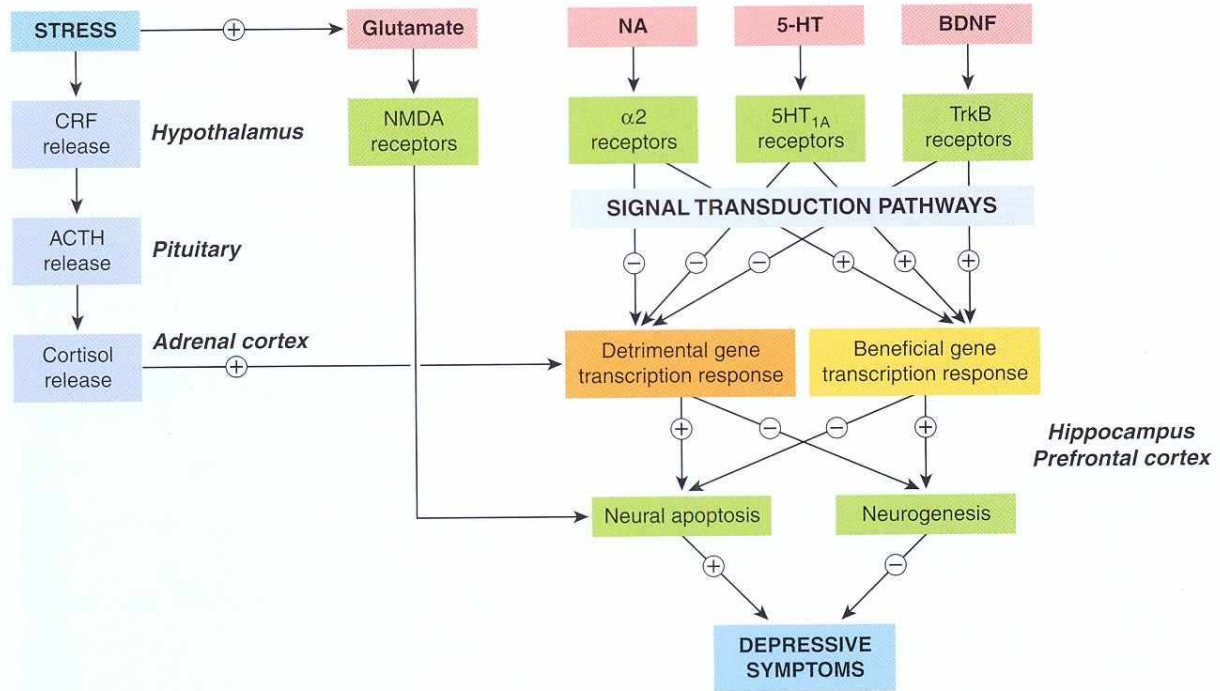 STRESS
+
Glutamate
NA
5-HT
BDNF
CRF
release
Hypothalamus
NMDA
receptors
α2
receptors
5HT1A
receptors
TrkB
receptors
SIGNAL TRANSDUCTION PATHWAYS
ACTH
release
Pituitary
− − − + + +
Cortisol
release
Adrenal cortex
+
Detrimental gene
transcription response
Beneficial gene
transcription response
+ − − +
Hippocampus
Prefrontal cortex
Neural apoptosis
Neurogenesis
+ −
DEPRESSIVE
SYMPTOMS